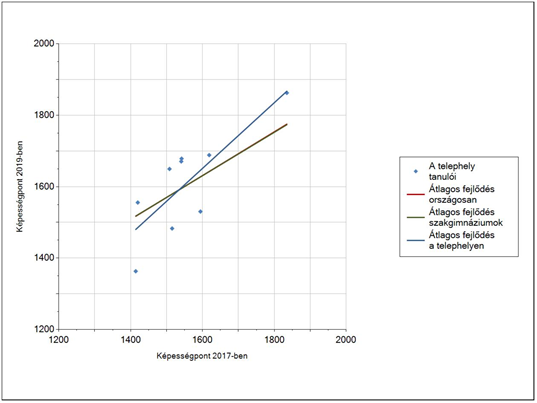 2000
1800
1600
1400
1200
Képességpont 2019-ben
1200
1400
1600
1800
2000
Képességpont 2017-ben
A telephely
tanulói
Átlagos fejlődés
országosan
Átlagos fejlődés
szakgimnáziumok
Átlagos fejlődés
a telephelyen